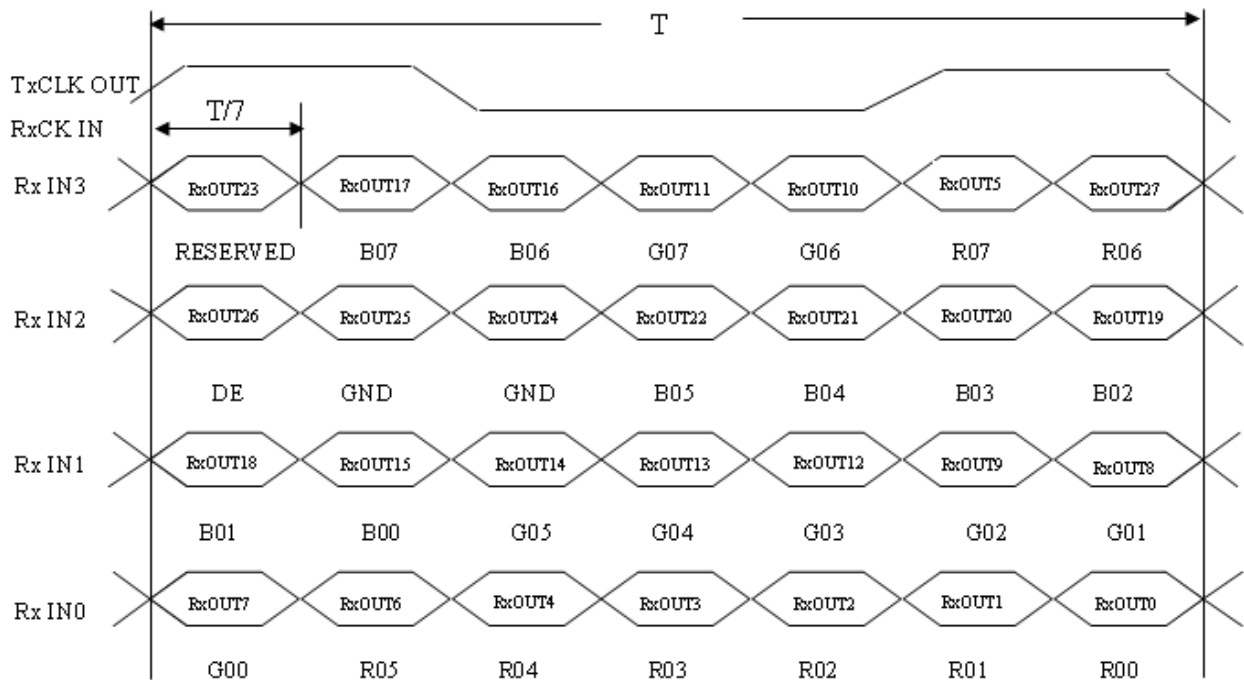 T
TxCLK OUT
T/7
RxCK IN
Rx IN3 RxOUT23 RxOUT17 RxOUT16 RxOUT11 RxOUT10 RxOUT5 RxOUT27
RESERVED B07 B06 G07 G06 R07 R06
Rx IN2 RxOUT26 RxOUT25 RxOUT24 RxOUT22 RxOUT21 RxOUT20 RxOUT19
DE GND GND B05 B04 B03 B02
Rx IN1 RxOUT18 RxOUT15 RxOUT14 RxOUT13 RxOUT12 RxOUT9 RxOUT8
B01 B00 G05 G04 G03 G02 G01
Rx IN0 RxOUT7 RxOUT6 RxOUT4 RxOUT3 RxOUT2 RxOUT1 RxOUT0
G00 R05 R04 R03 R02 R01 R00